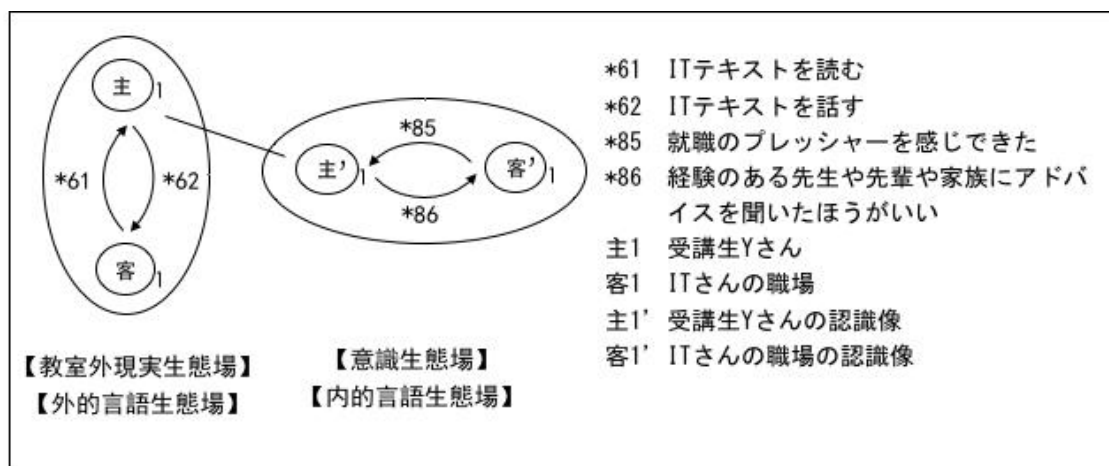 主1
*61
*62
客1
*85
主'1
客'1
*86
【教室外現実生態場】
【外的言語生態場】
【意識生態場】
【内的言語生態場】
*61 ITテキストを読む
*62 ITテキストを話す
*85 就職のプレッシャーを感じできた
*86 経験のある先生や先輩や家族にアドバ
イスを聞いたほうがいい
主1 受講生Yさん
客1 ITさんの職場
主1' 受講生Yさんの認識像
客1' ITさんの職場の認識像